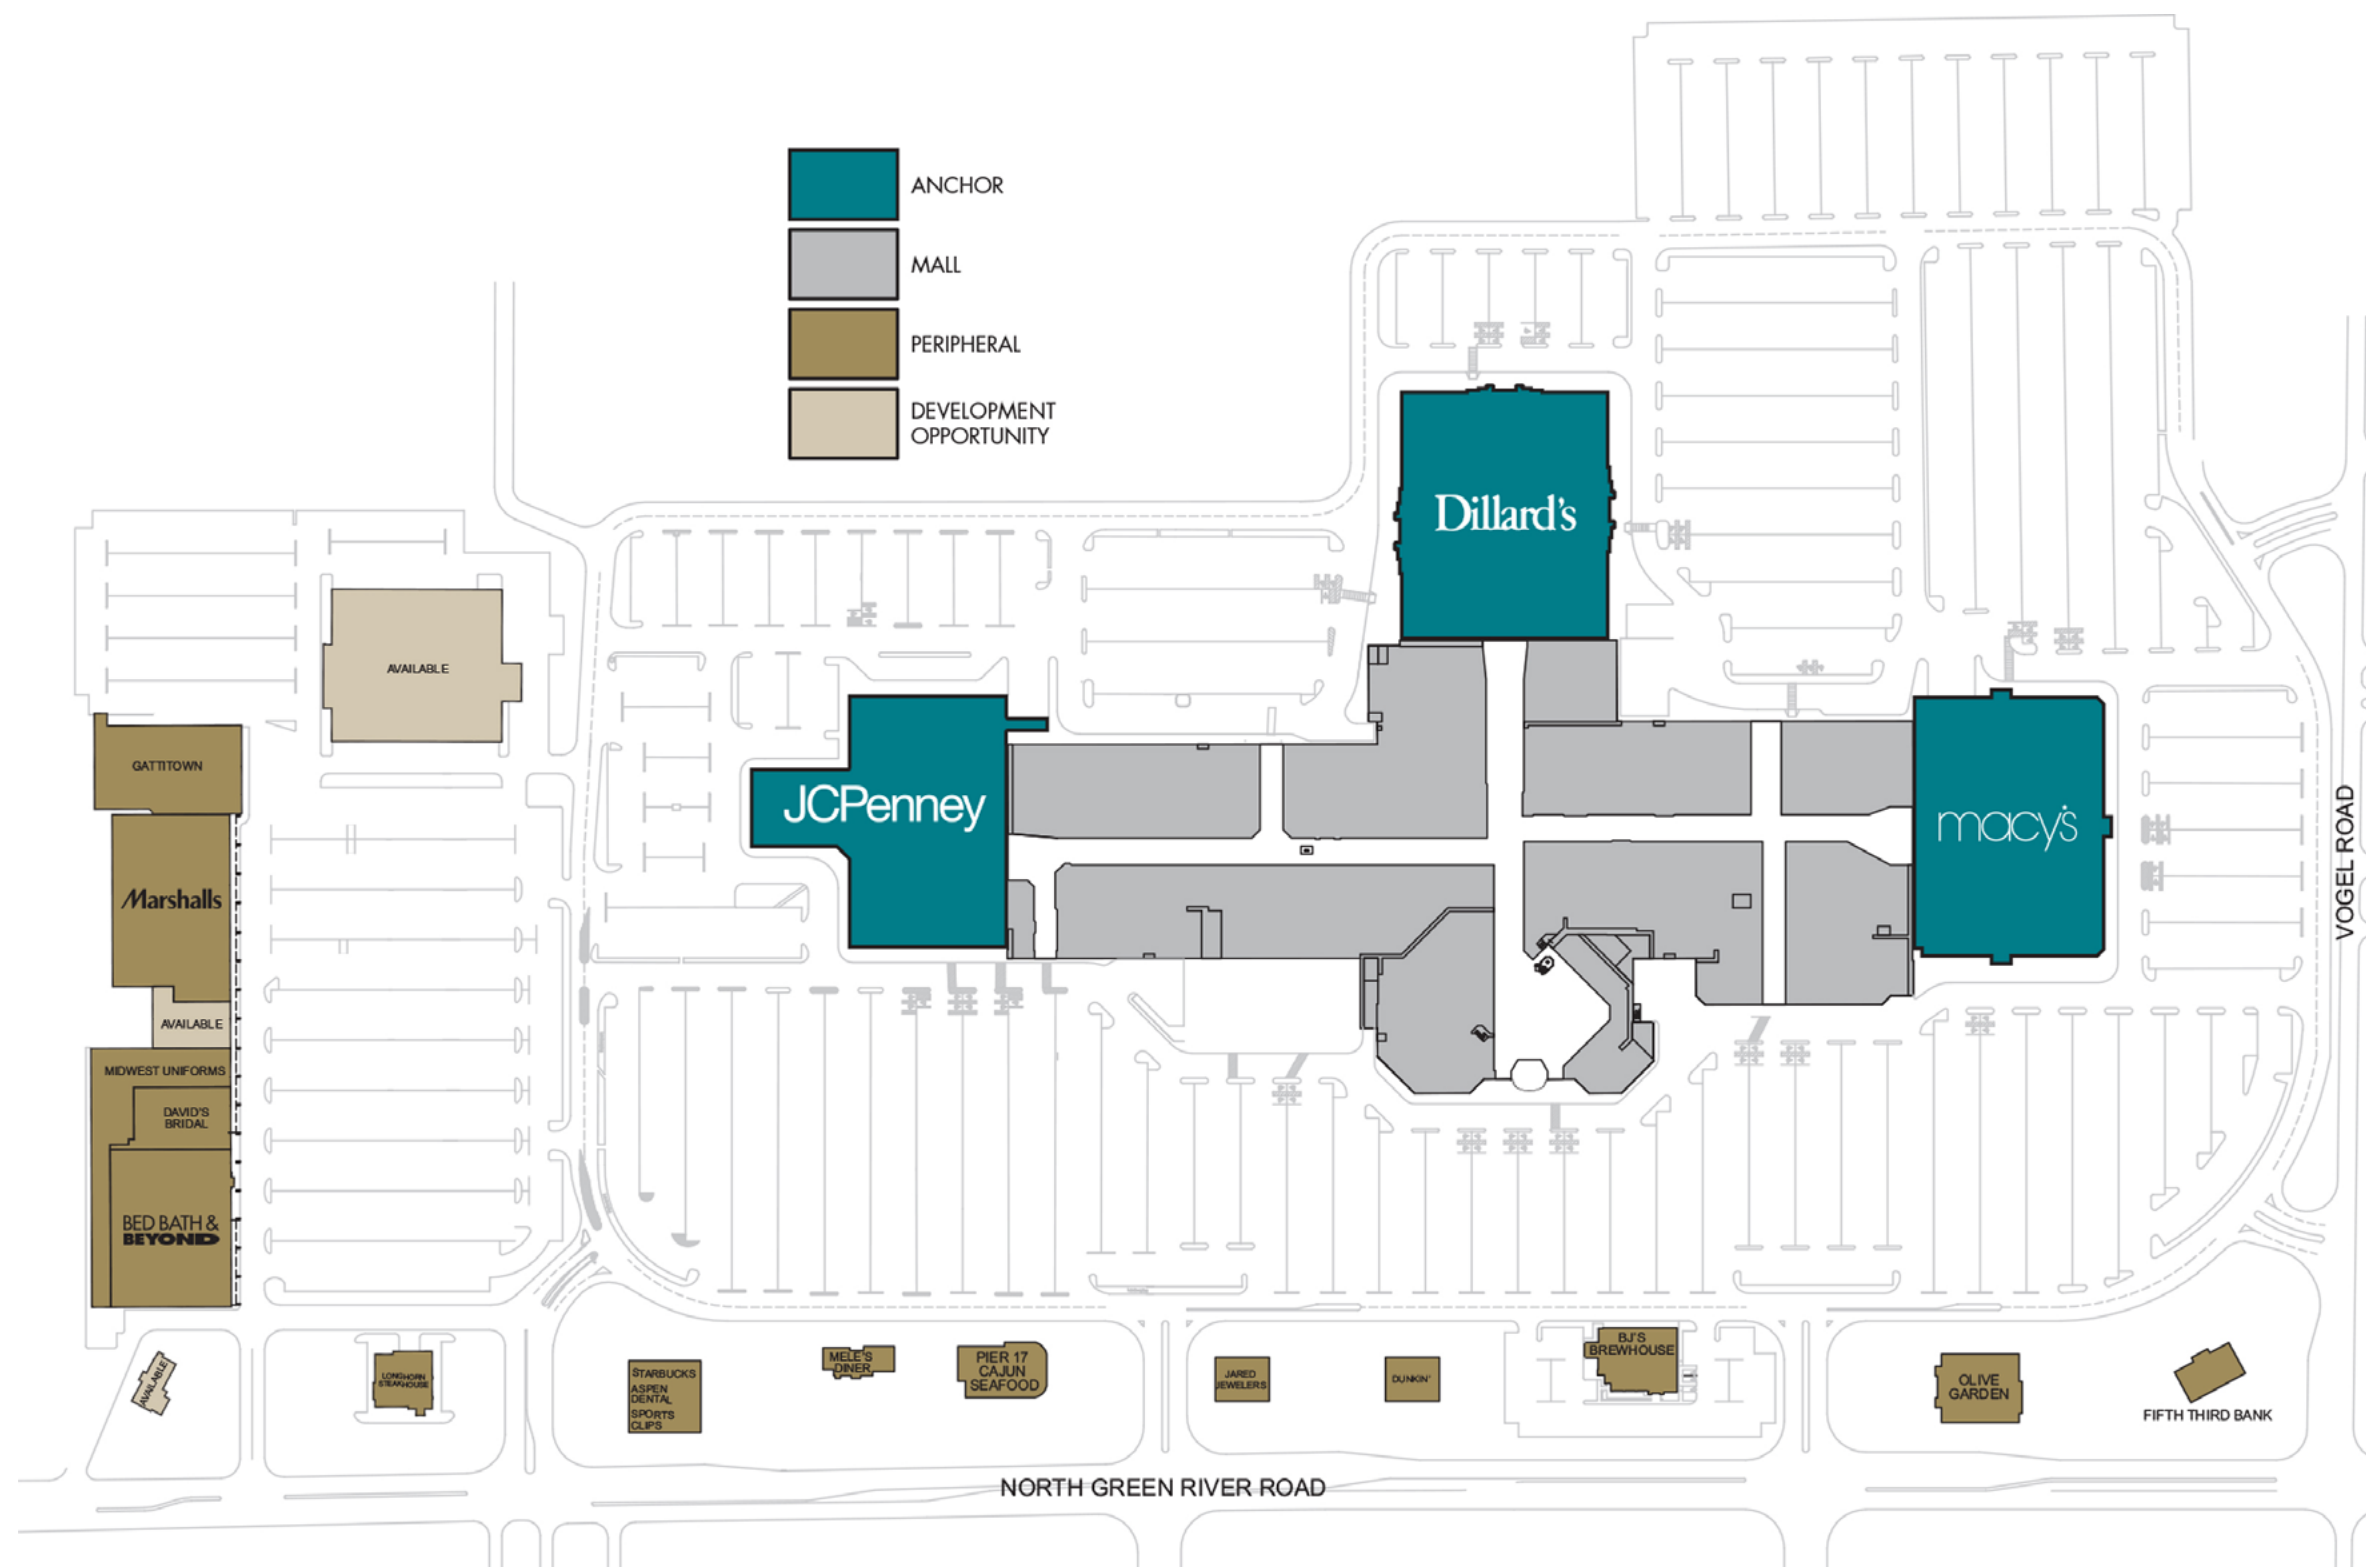 ANCHOR
MALL
PERIPHERAL
DEVELOPMENT
OPPORTUNITY
Dillard's
AVAILABLE
GATTITOWN
JCPenney
macy's
VOGEL ROAD
Marshalls
AVAILABLE
MIDWEST UNIFORMS
DAVID'S
BRIDAL
BED BATH &
BEYOND
AVAILABLE
LONGHORN
STEAKHOUSE
STARBUCKS
ASPEN
DENTAL
SPORTS
CLIPS
MELE'S
DINER
PIER 17
CAJUN
SEAFOOD
JARED
JEWELERS
DUNKIN'
BJ'S
BREWHOUSE
OLIVE
GARDEN
FIFTH THIRD BANK
NORTH GREEN RIVER ROAD